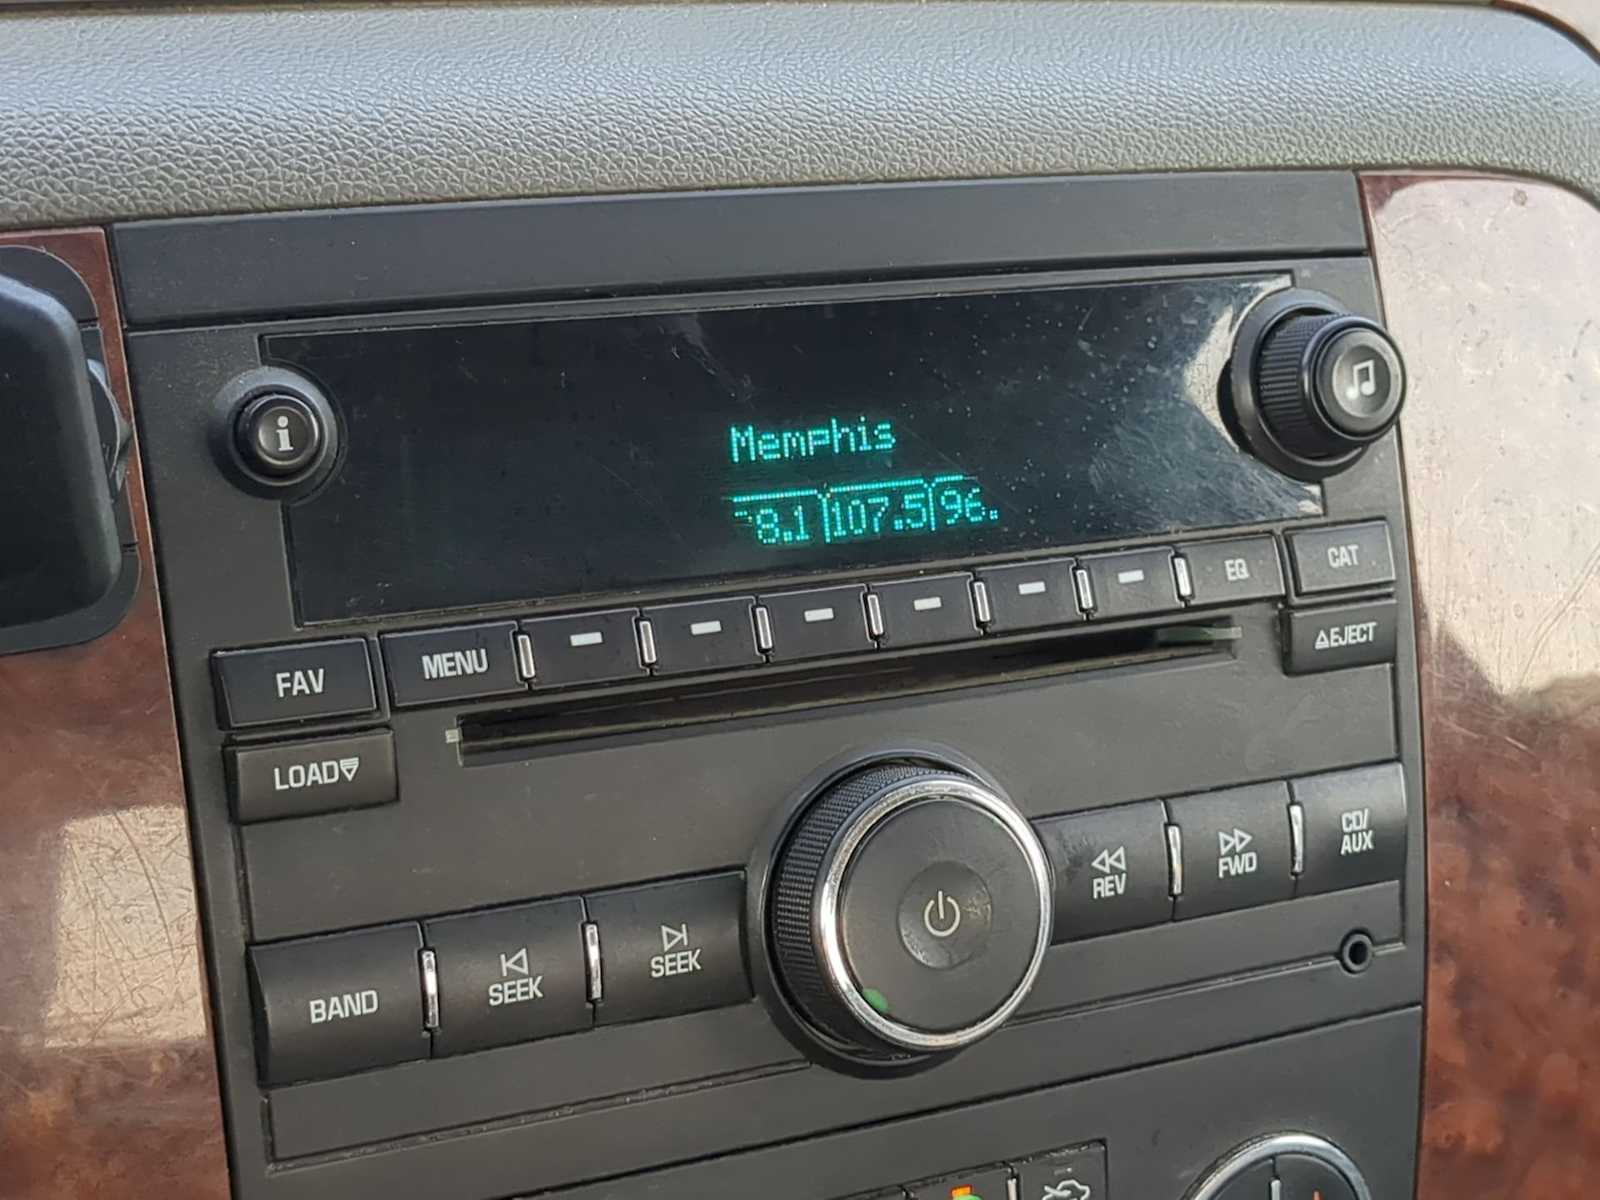 i
Memphis
8.1 107.5 96.
EQ
CAT
FAV
MENU
EJECT
LOAD
REV
FWD
CD/
AUX
BAND
SEEK
SEEK